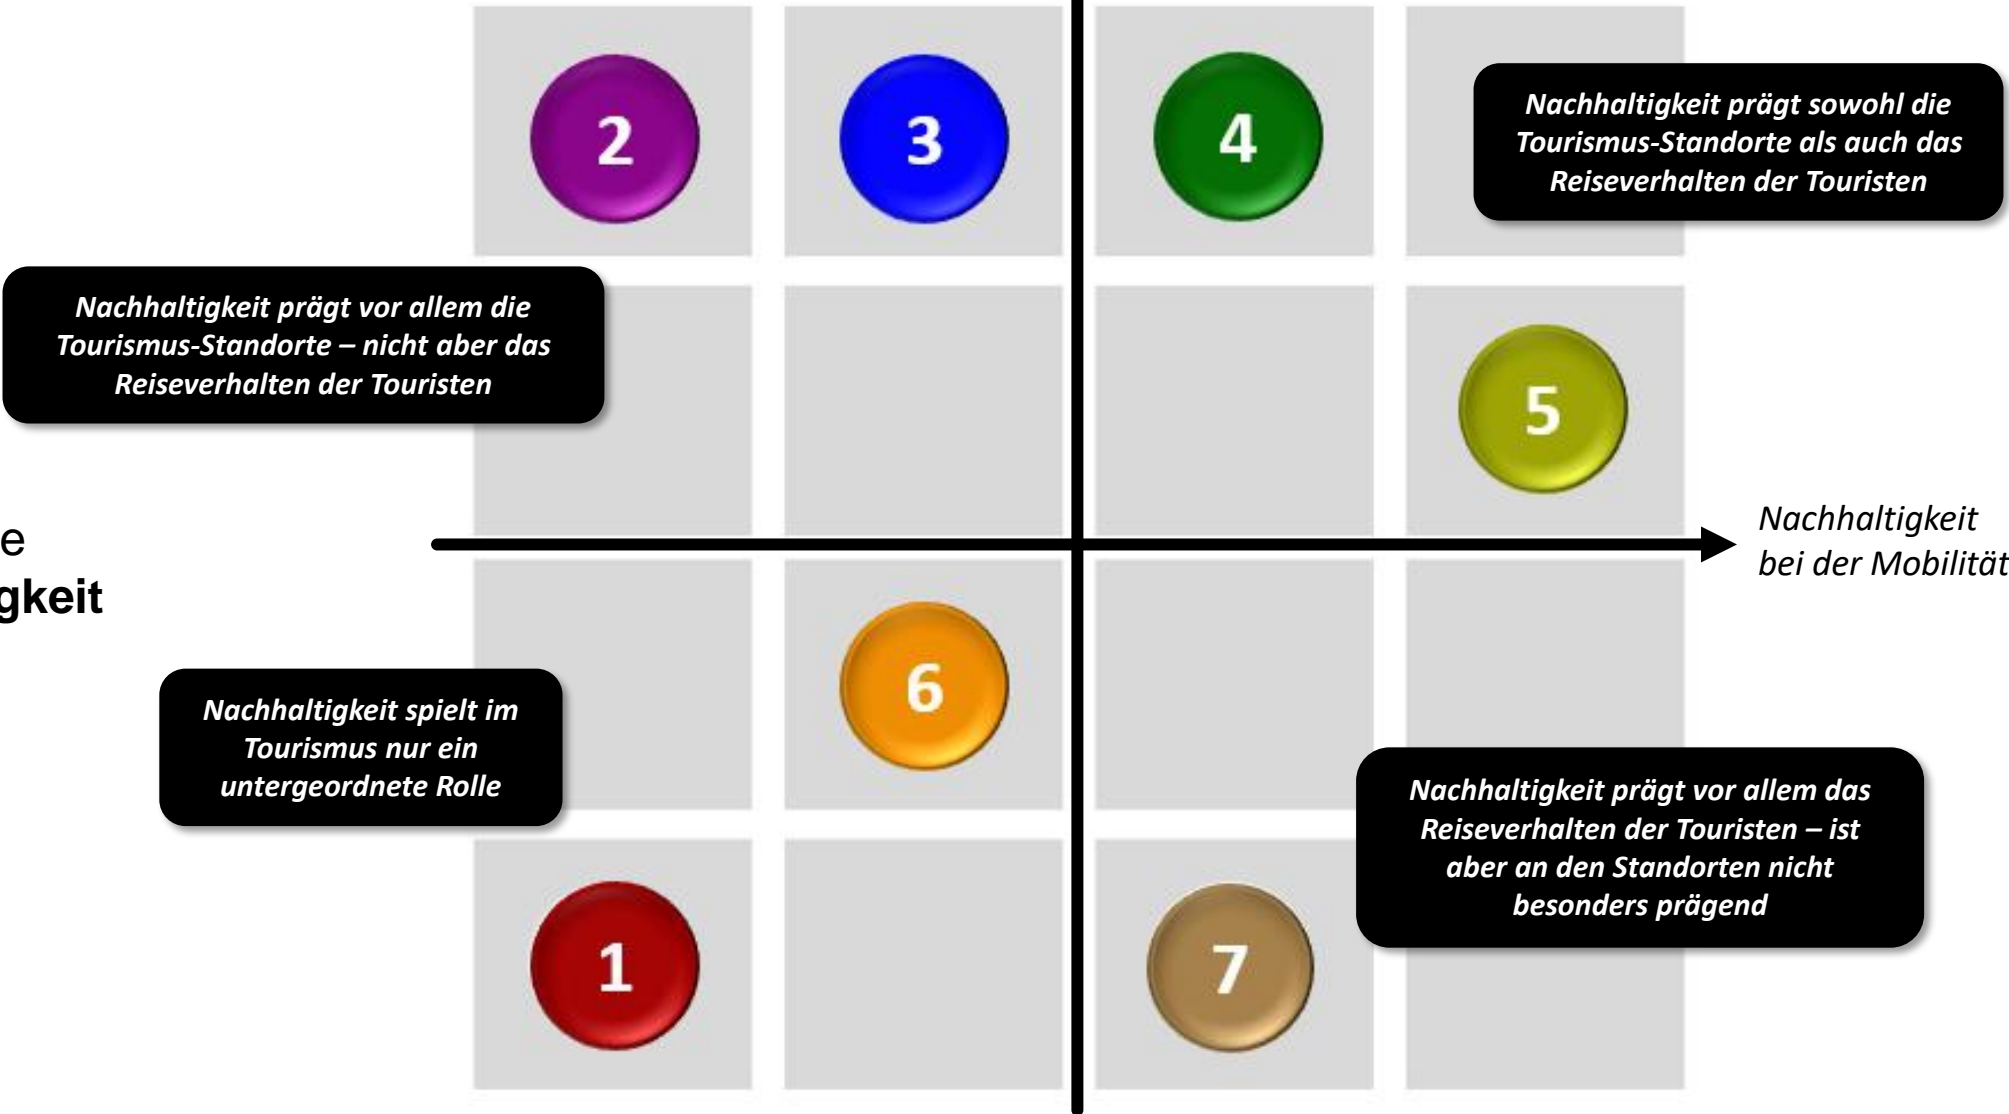 2
3
4
Nachhaltigkeit prägt sowohl die
Tourismus-Standorte als auch das
Reiseverhalten der Touristen
Nachhaltigkeit prägt vor allem die
Tourismus-Standorte – nicht aber das
Reiseverhalten der Touristen
5
Nachhaltigkeit
bei der Mobilität
e
gkeit
6
Nachhaltigkeit spielt im
Tourismus nur ein
untergeordnete Rolle
Nachhaltigkeit prägt vor allem das
Reiseverhalten der Touristen – ist
aber an den Standorten nicht
besonders prägend
1
7